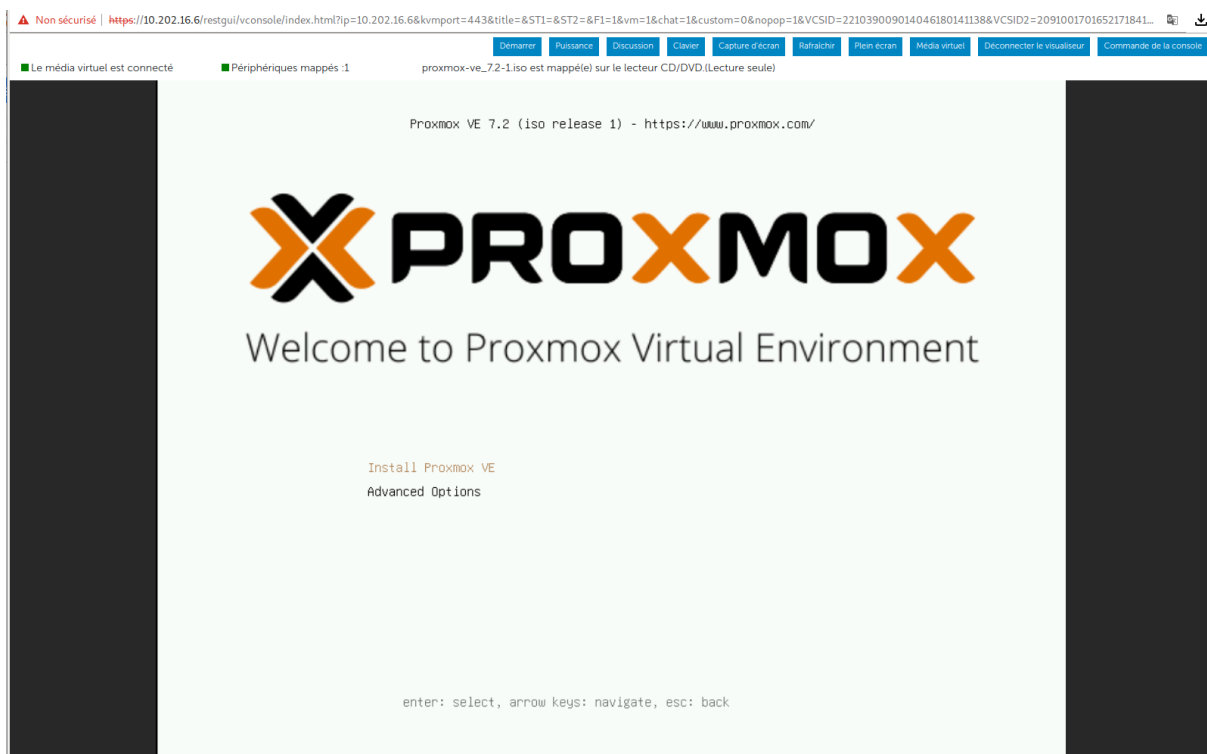 Non sécurisé | https://10.202.16.6/restgui/vconsole/index.html?ip=10.202.16.6&kvmport=443&title=&ST1=&ST2=&F1=1&vm=1&chat=1&custom=0&nopop=1&VCSID=221039009014046180141138&VCSID2=2091001701652171841...
Démarrer Puissance Discussion Clavier Capture d'écran Rafraîchir Plein écran Média virtuel Déconnecter le visualiseur Commande de la console
Le média virtuel est connecté Périphériques mappés :1 proxmox-ve_7.2-1.iso est mappé(e) sur le lecteur CD/DVD.(Lecture seule)
Proxmox VE 7.2 (iso release 1) - https://www.proxmox.com/
PROXMOX
Welcome to Proxmox Virtual Environment
Install Proxmox VE
Advanced Options
enter: select, arrow keys: navigate, esc: back